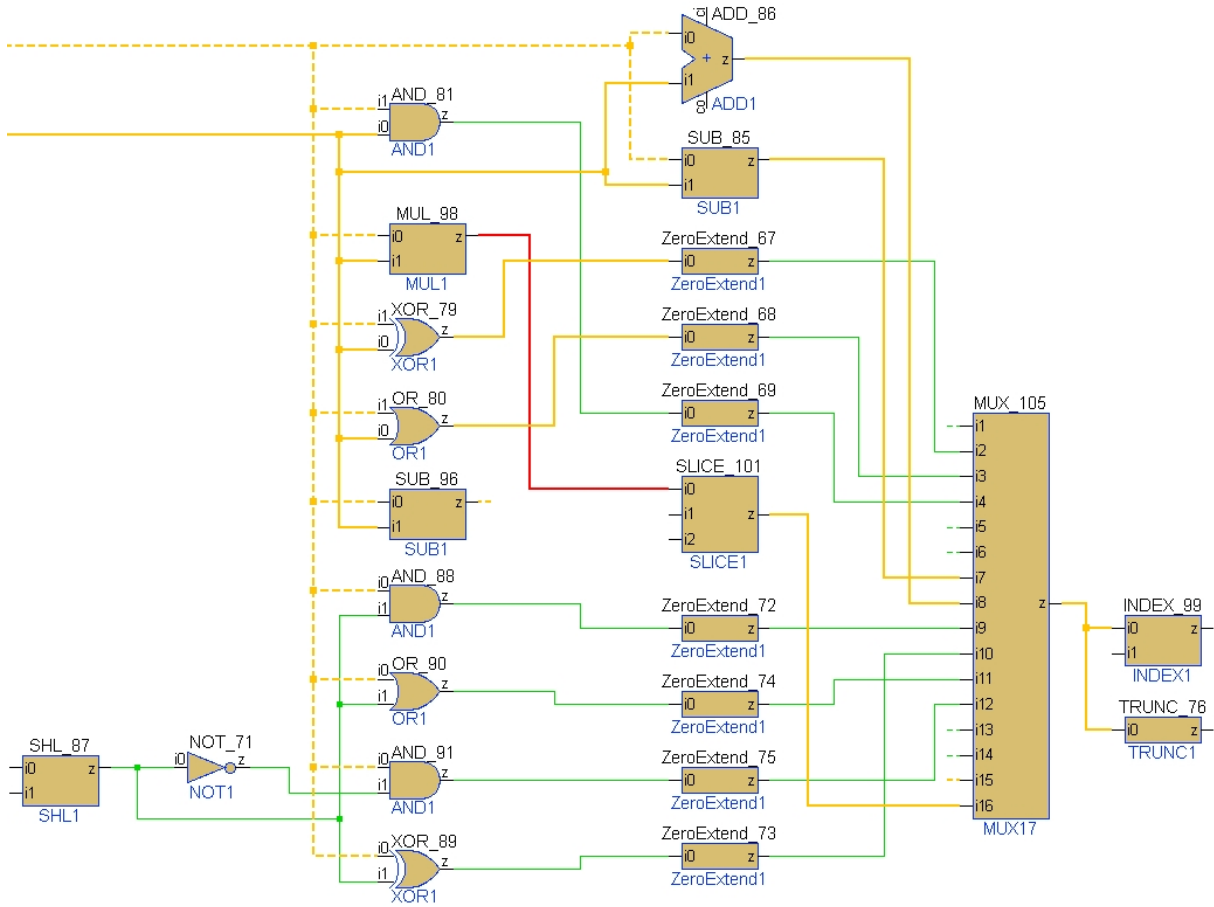 ci ADD_86
i0
+ z
i1
co ADD1
AND_81
i1 z
i0
AND1
SUB_85
i0 z
i1
SUB1
MUL_98
i0 z
i1
MUL1
ZeroExtend_67
i0 z
ZeroExtend1
XOR_79
i1 z
i0
XOR1
ZeroExtend_68
i0 z
ZeroExtend1
OR_80
i1 z
i0
OR1
ZeroExtend_69
i0 z
ZeroExtend1
SUB_96
i0 z
i1
SUB1
SLICE_101
i0
i1 z
i2
SLICE1
AND_88
i0 z
i1
AND1
ZeroExtend_72
i0 z
ZeroExtend1
OR_90
i0 z
i1
OR1
ZeroExtend_74
i0 z
ZeroExtend1
SHL_87
i0 z
i1
SHL1
NOT_71
i0 z
NOT1
AND_91
i0 z
i1
AND1
ZeroExtend_75
i0 z
ZeroExtend1
XOR_89
i0 z
i1
XOR1
ZeroExtend_73
i0 z
ZeroExtend1
MUX_105
i1
i2
i3
i4
i5
i6
i7
i8 z
i9
i10
i11
i12
i13
i14
i15
i16
MUX17
INDEX_99
i0 z
i1
INDEX1
TRUNC_76
i0 z
TRUNC1